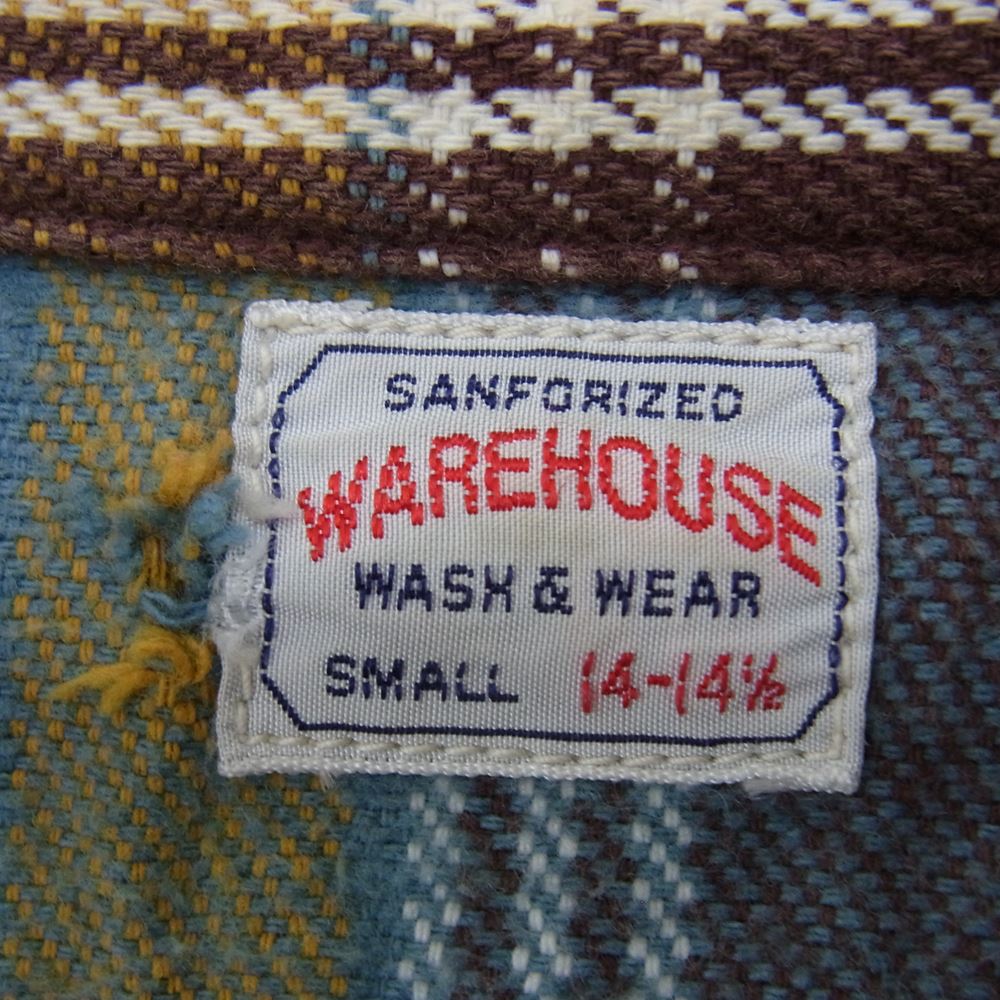 SANFORIZED
WAREHOUSE
WASH & WEAR
SMALL 14-14½